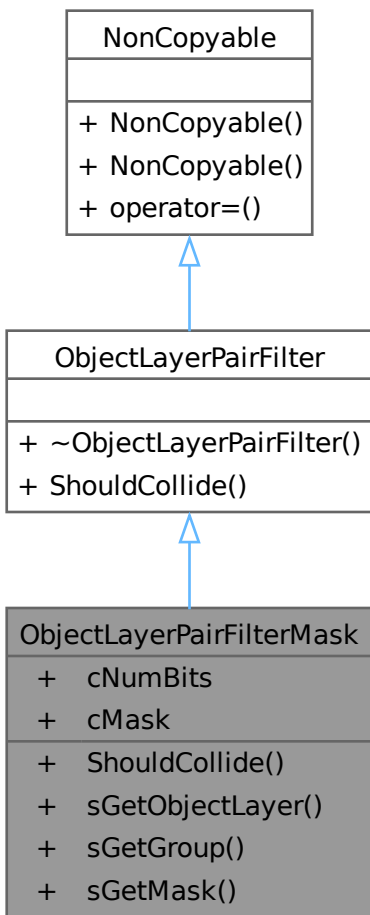 NonCopyable
+ NonCopyable()
+ NonCopyable()
+ operator=()
ObjectLayerPairFilter
+ ~ObjectLayerPairFilter()
+ ShouldCollide()
ObjectLayerPairFilterMask
+ cNumBits
+ cMask
+ ShouldCollide()
+ sGetObjectLayer()
+ sGetGroup()
+ sGetMask()